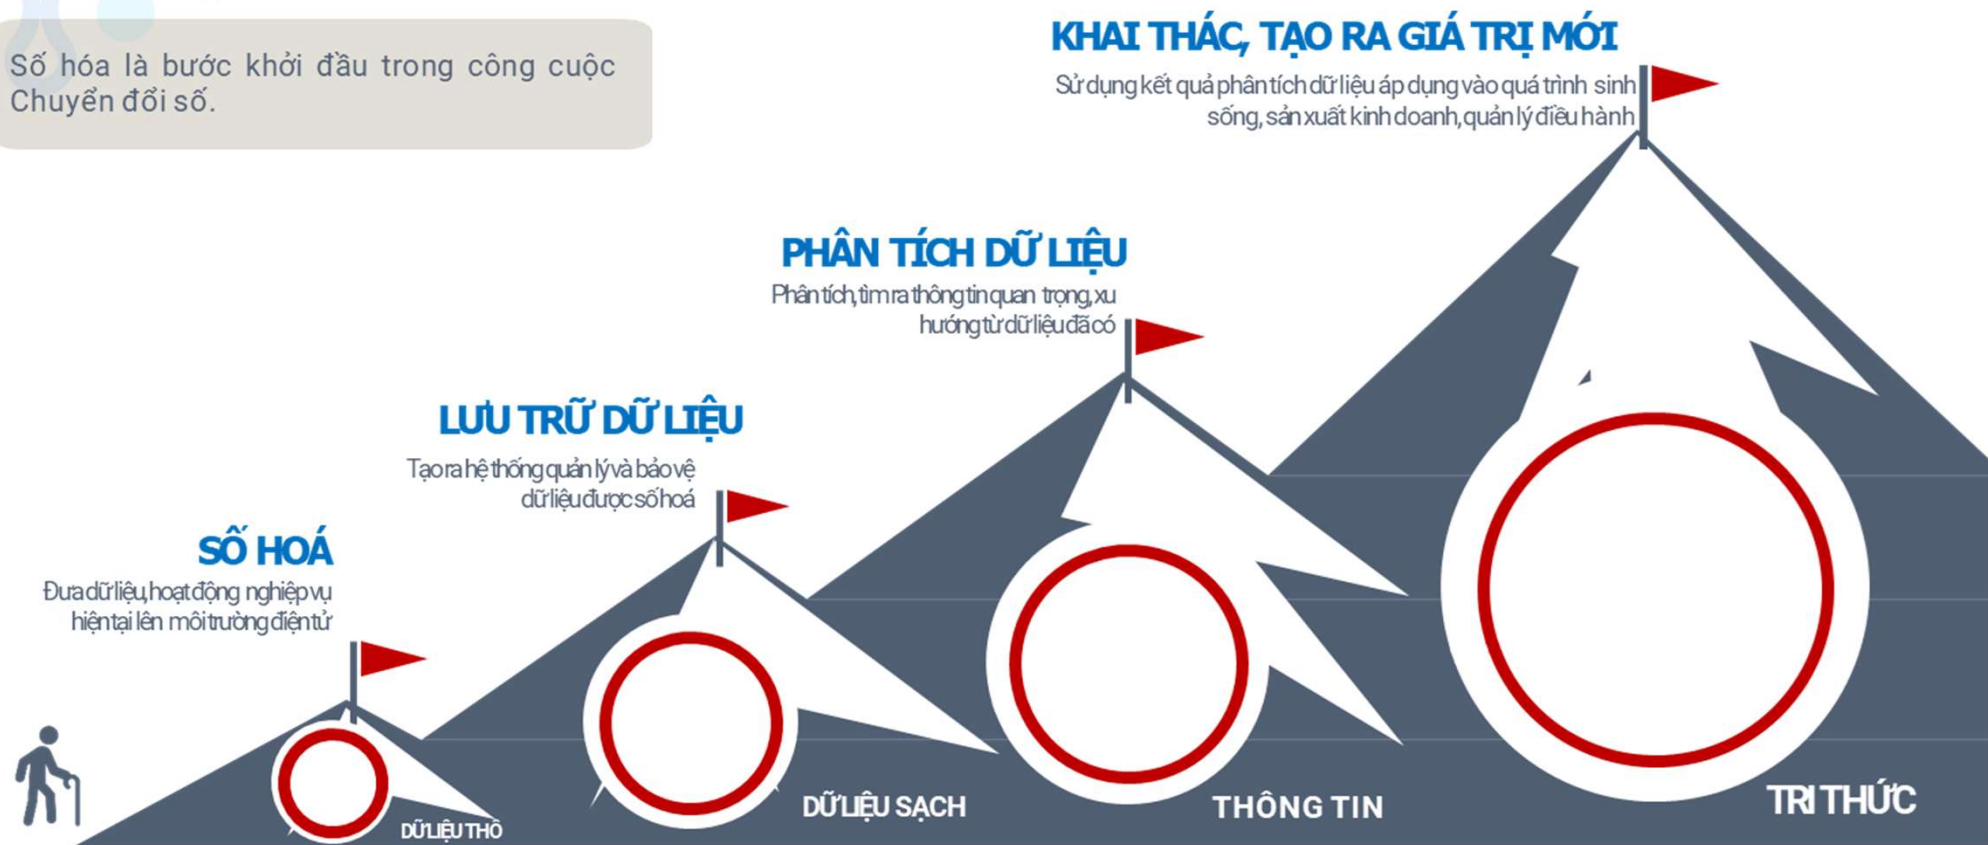 Số hóa là bước khởi đầu trong công cuộc
Chuyển đổi số.
KHAI THÁC, TẠO RA GIÁ TRỊ MỚI
Sử dụng kết quả phân tích dữ liệu áp dụng vào quá trình sinh
sống, sản xuất kinh doanh, quản lý điều hành
PHÂN TÍCH DỮ LIỆU
Phân tích, tìm ra thông tin quan trọng, xu
hướng từ dữ liệu đã có
LƯU TRỮ DỮ LIỆU
Tạo ra hệ thống quản lý và bảo vệ
dữ liệu được số hoá
SỐ HOÁ
Đưa dữ liệu, hoạt động nghiệp vụ
hiện tại lên môi trường điện tử
DỮ LIỆU THÔ
DỮ LIỆU SẠCH
THÔNG TIN
TRI THỨC